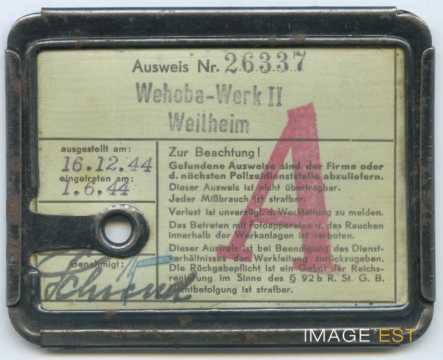 Ausweis Nr. 26337
Wehoba-Werk II
Weilheim
ausgestellt am:
16.12.44
eingetreten am:
1.6.44
Genehmigt:
Zur Beachtung!
Gefundene Ausweise sind der Firma oder
d. nächsten Polizeidienststelle abzuliefern.
Dieser Ausweis ist nicht übertragbar.
Jeder Mißbrauch ist strafbar.
Verlust ist unverzüglich d. Werkleitung zu melden.
Das Betreten mit Fotoapparaten u. das Rauchen
innerhalb der Werkanlagen ist verboten.
Dieser Ausweis ist bei Beendigung des Dienst-
verhältnisses der Werkleitung zurückzugeben.
Die Rückgabepflicht ist ein Gebot der Reichs-
regierung im Sinne des § 92b R. St. G. B.
Nichtbefolgung ist strafbar.
A
IMAGE'EST